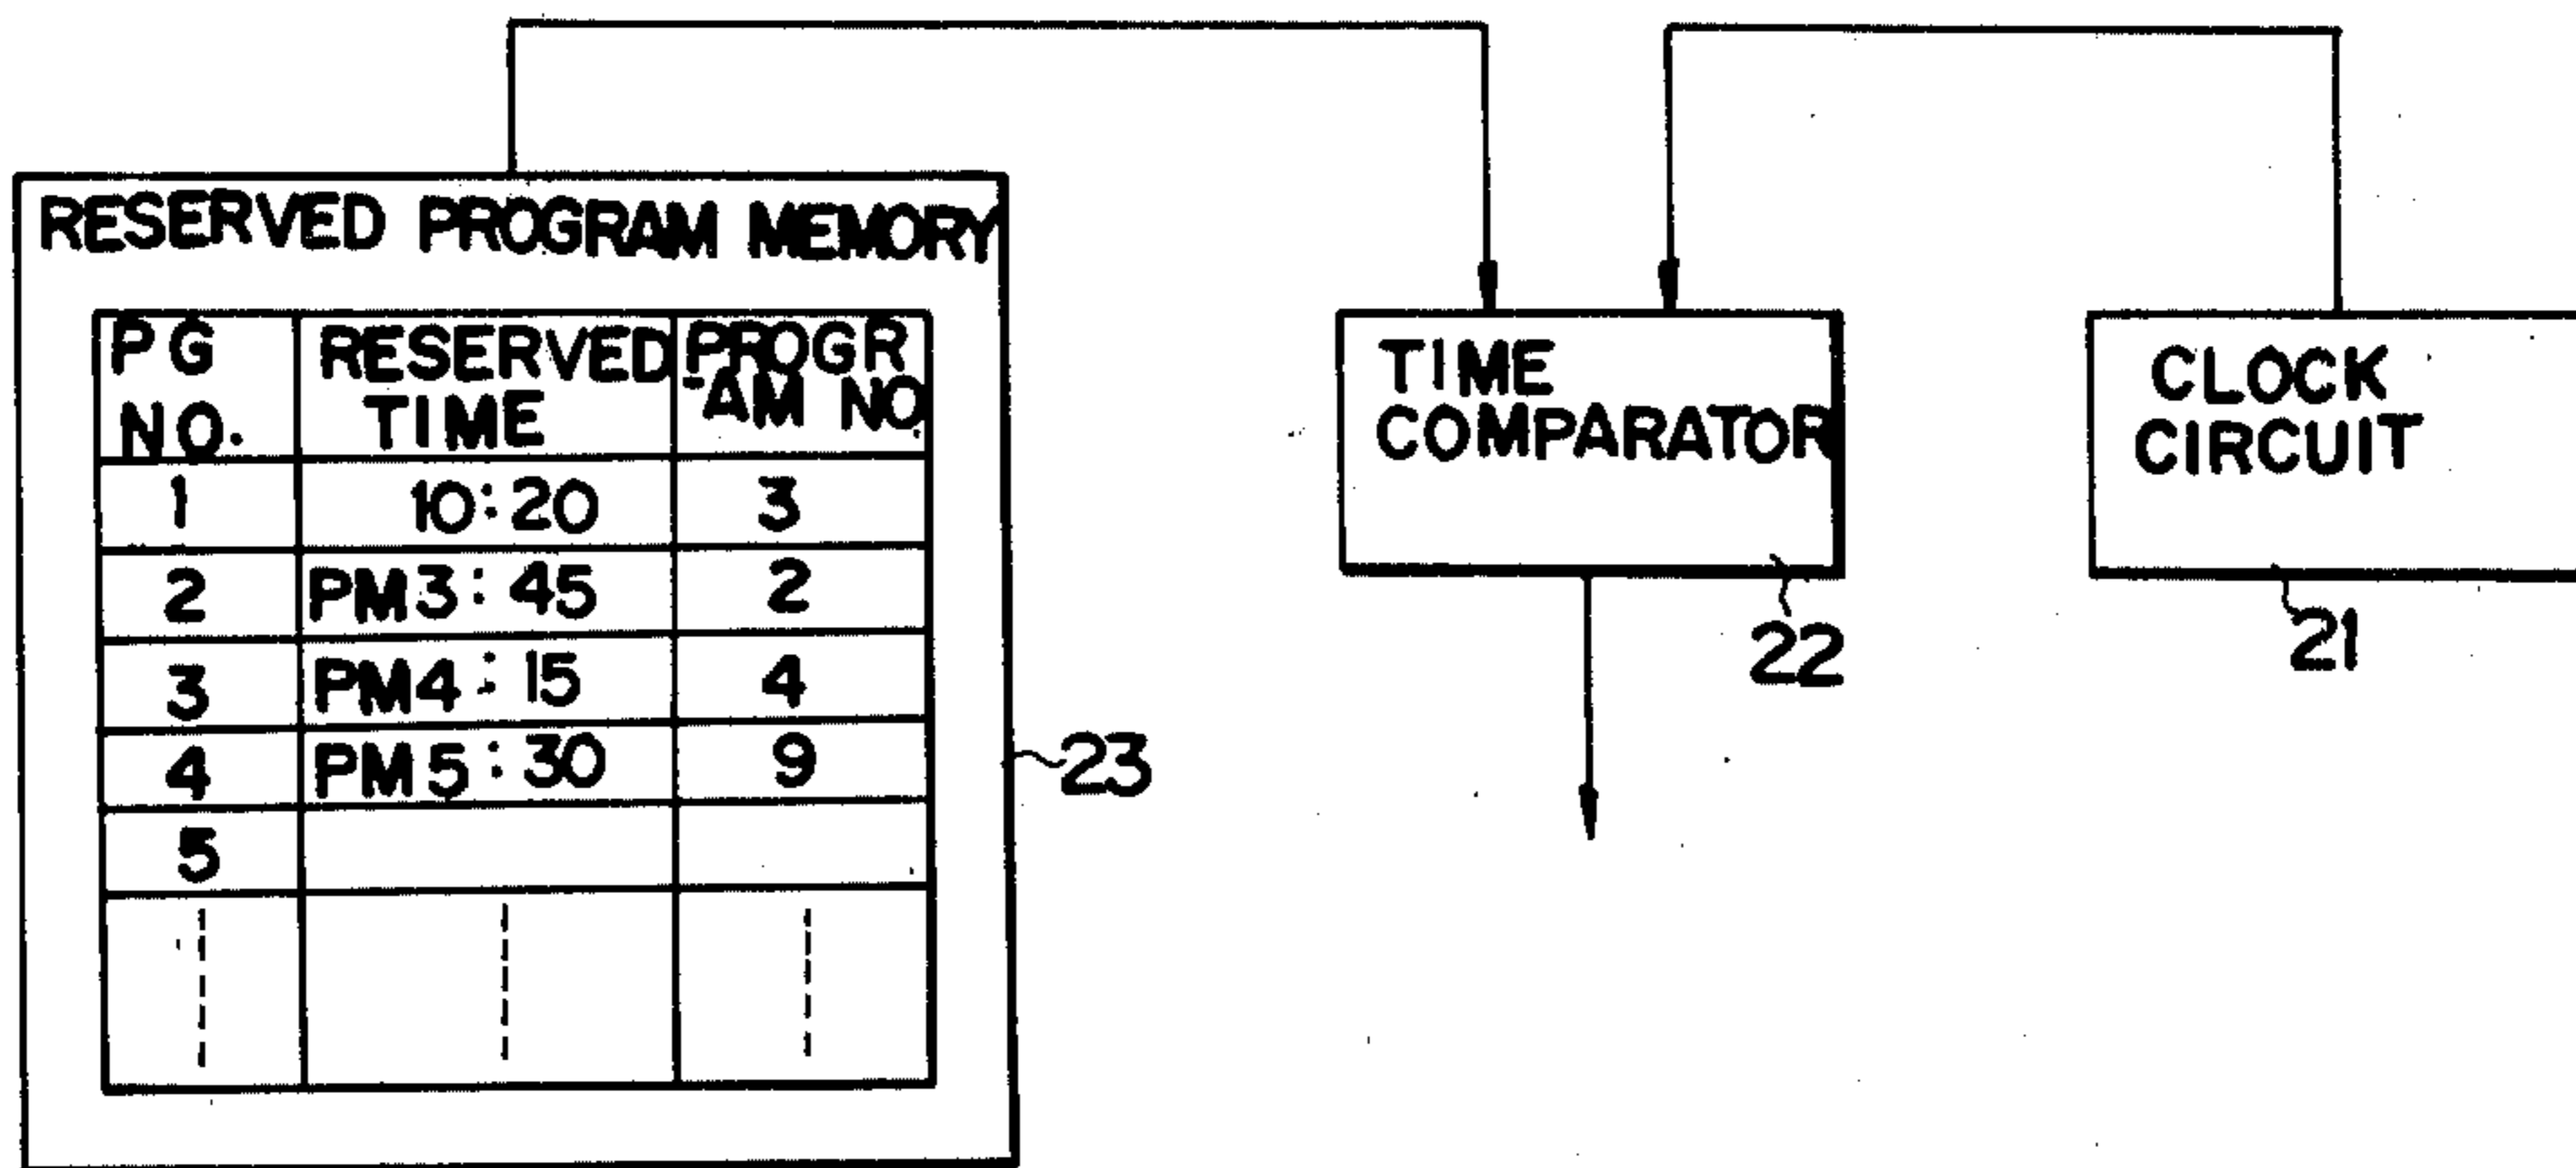 RESERVED PROGRAM MEMORY
PG NO. RESERVED TIME PROGR-AM NO.
1 10:20 3
2 PM3:45 2
3 PM4:15 4
4 PM5:30 9
5
23
TIME
COMPARATOR
22
CLOCK
CIRCUIT
21